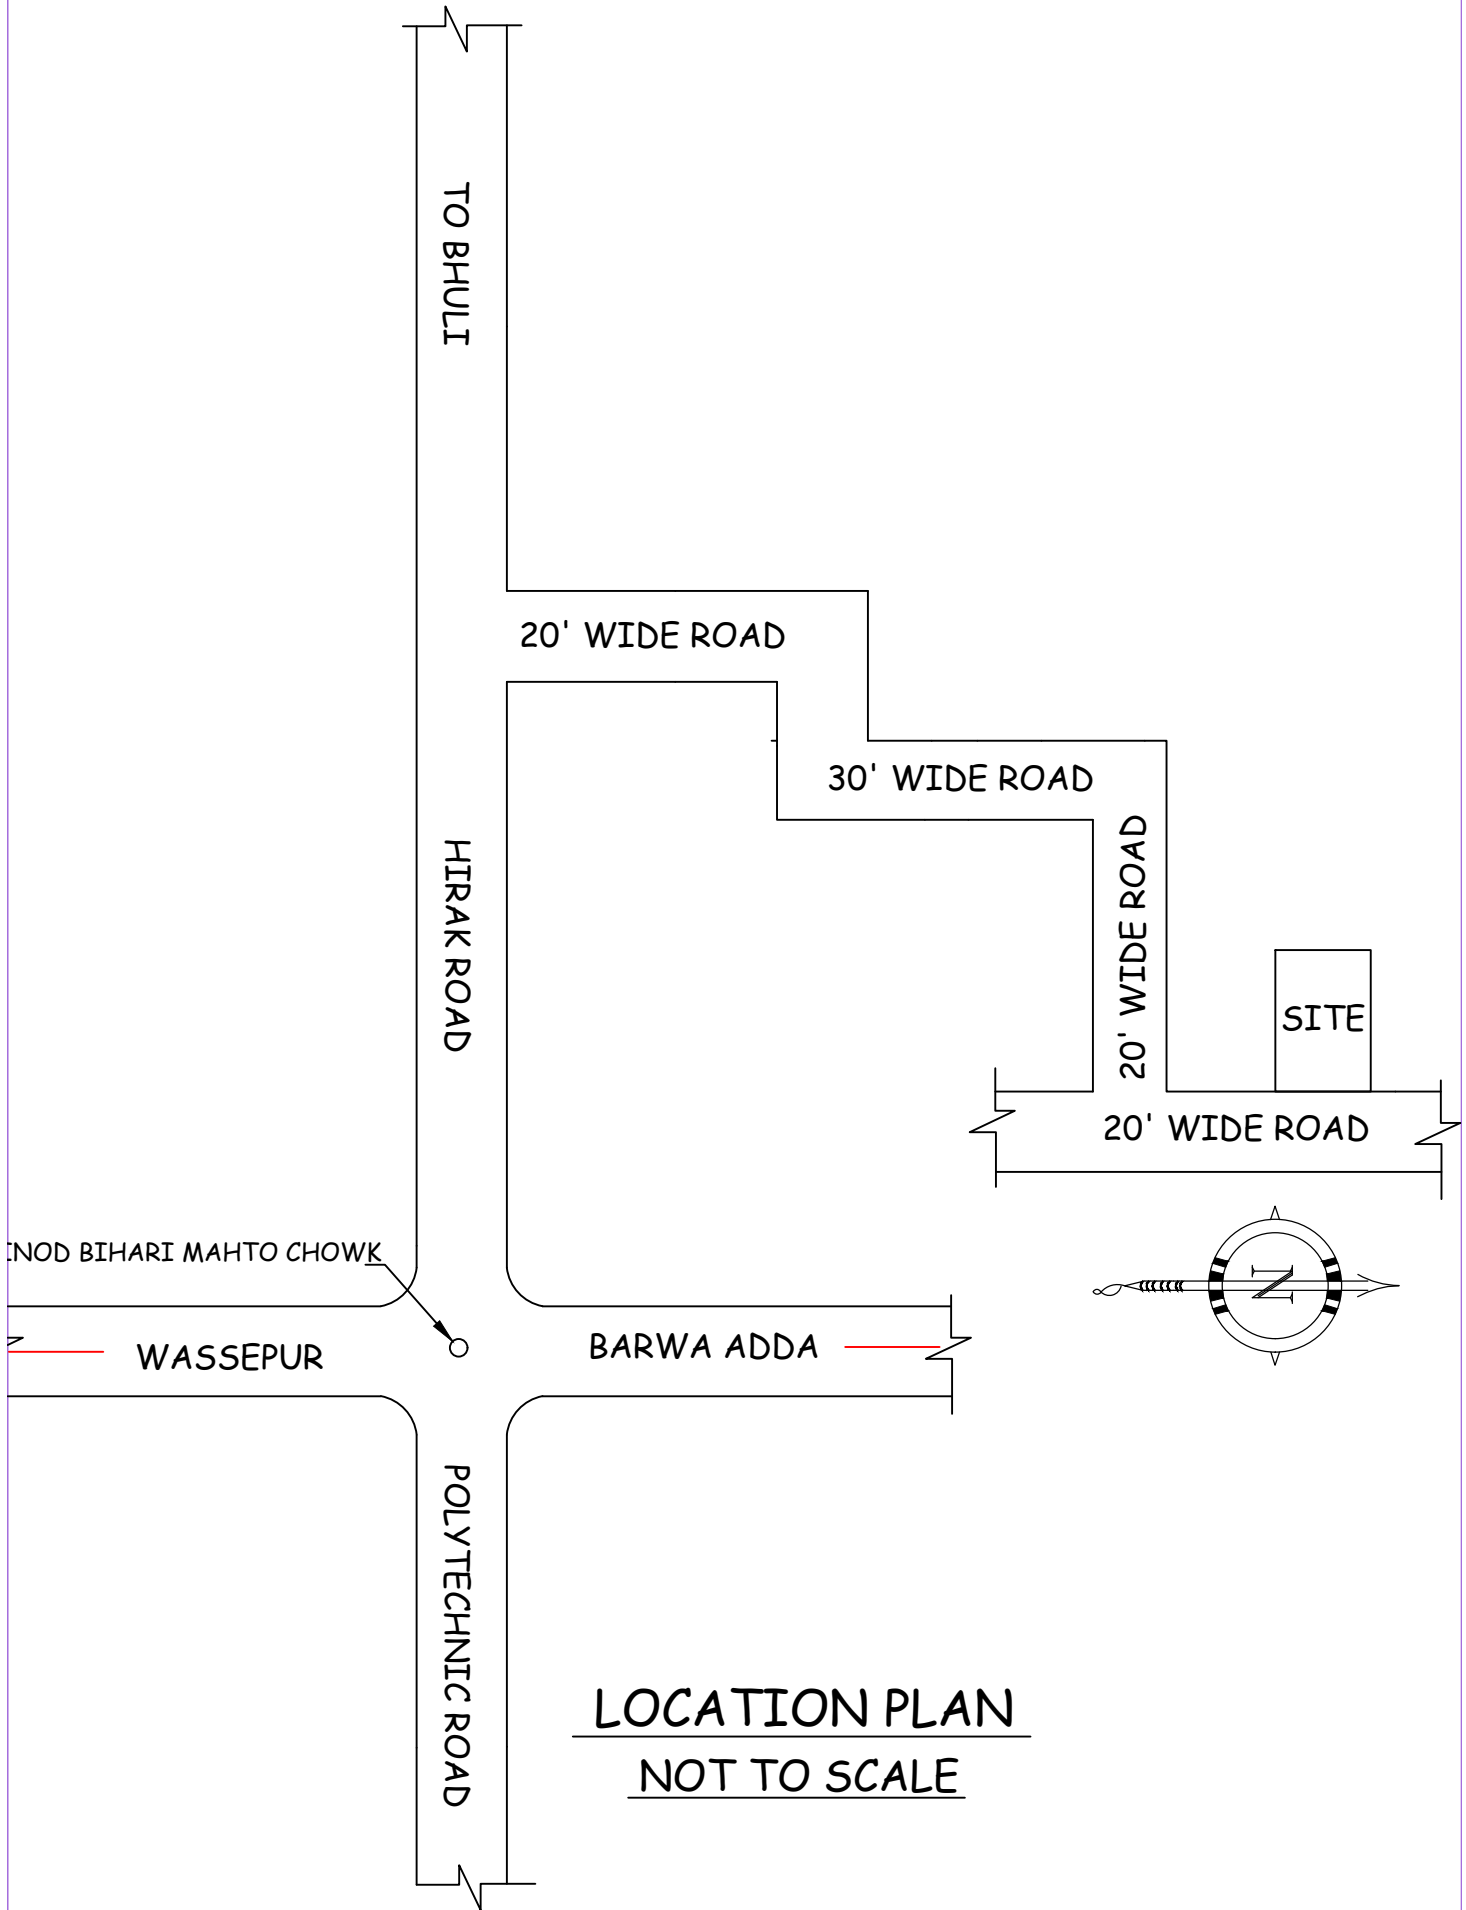 TO BHULI
20' WIDE ROAD
30' WIDE ROAD
20' WIDE ROAD
HIRAK ROAD
SITE
20' WIDE ROAD
BIHARI MAHTO CHOWK
N
WASSEPUR
BARWA ADDA
POLYTECHNIC ROAD
LOCATION PLAN
NOT TO SCALE